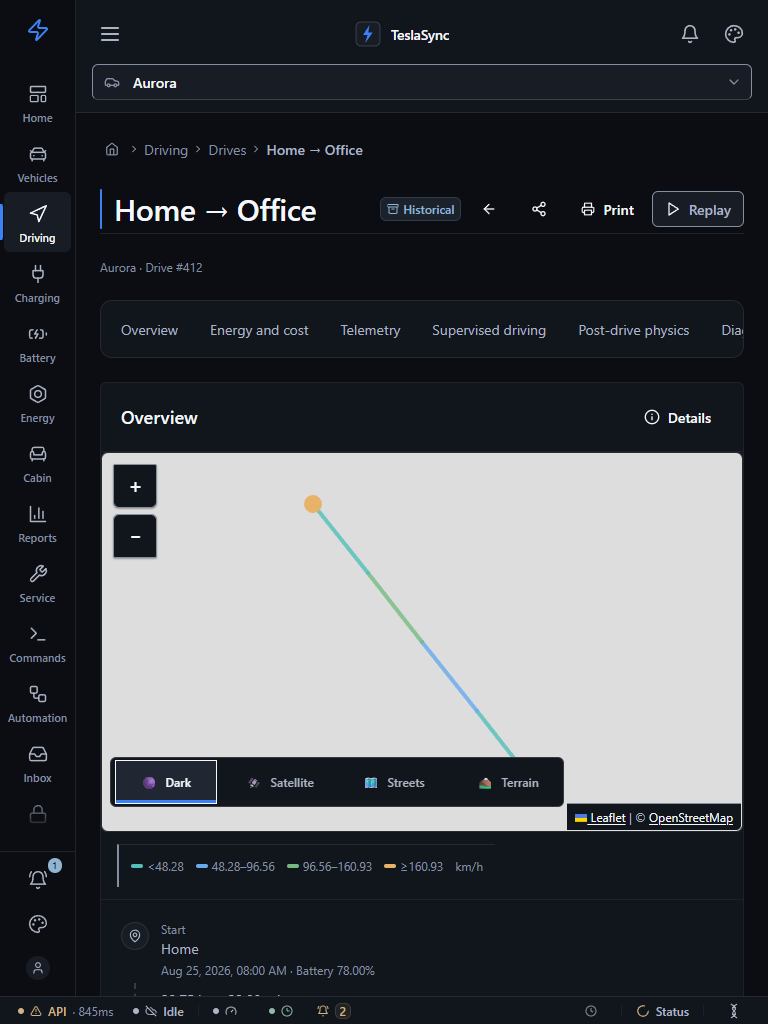 TeslaSync
Aurora
Home
Vehicles
Driving
Charging
Battery
Energy
Cabin
Reports
Service
Commands
Automation
Inbox
1
Driving > Drives > Home → Office
Home → Office
Historical
Print
Replay
Aurora · Drive #412
Overview Energy and cost Telemetry Supervised driving Post-drive physics
Overview
Details
+
−
Dark Satellite Streets Terrain
Leaflet | © OpenStreetMap
<48.28 48.28–96.56 96.56–160.93 ≥160.93 km/h
Start
Home
Aug 25, 2026, 08:00 AM · Battery 78.00%
API · 845ms Idle 2 Status